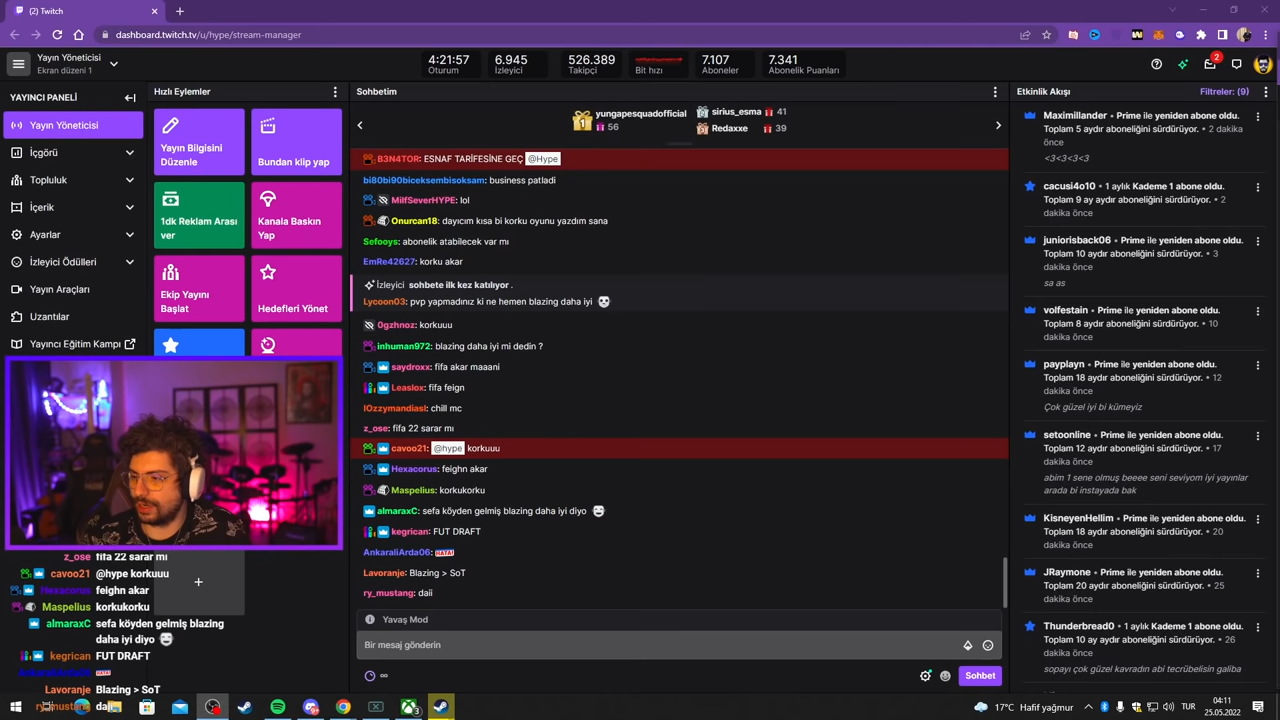 (2) Twitch
dashboard.twitch.tv/u/hype/stream-manager
Yayın Yöneticisi
Ekran düzeni 1
4:21:57
Oturum
6.945
İzleyici
526.389
Takipçi
Bit hızı
7.107
Aboneler
7.341
Abonelik Puanları
2
YAYINCI PANELİ
Yayın Yöneticisi
İçgörü
Topluluk
İçerik
Ayarlar
İzleyici Ödülleri
Yayın Araçları
Uzantılar
Yayıncı Eğitim Kampı
Hızlı Eylemler
Yayın Bilgisini
Düzenle
Bundan klip yap
1dk Reklam Arası
ver
Kanala Baskın
Yap
Ekip Yayını
Başlat
Hedefleri Yönet
z_ose fifa 22 sarar mı
cavoo21 @hype korkuuu
Hexacorus feighn akar
Maspelius korkukorku
almaraxC sefa köyden gelmiş blazing
daha iyi diyo
kegrican FUT DRAFT
AnkaraliArda06 HATA!
Lavoranje Blazing > SoT
ry_mustang daii
Sohbetim
1
yungapesquadofficial
56
sirius_esma 41
Redaxxe 39
B3N4TOR: ESNAF TARİFESİNE GEÇ @Hype
bi80bi90biceksembisoksam: business patladi
MilfSeverHYPE: lol
Onurcan18: dayıcım kısa bi korku oyunu yazdım sana
Sefooys: abonelik atabilecek var mı
EmRe42627: korku akar
İzleyici sohbete ilk kez katılıyor .
Lycoon03: pvp yapmadınız ki ne hemen blazing daha iyi
0gzhnoz: korkuuu
inhuman972: blazing daha iyi mi dedin ?
saydroxx: fifa akar maaani
Leaslox: fifa feign
lOzzymandiasl: chill mc
z_ose: fifa 22 sarar mı
cavoo21: @hype korkuuu
Hexacorus: feighn akar
Maspelius: korkukorku
almaraxC: sefa köyden gelmiş blazing daha iyi diyo
kegrican: FUT DRAFT
AnkaraliArda06: HATA!
Lavoranje: Blazing > SoT
ry_mustang: daii
Yavaş Mod
Bir mesaj gönderin
Sohbet
Etkinlik Akışı
Filtreler: (9)
Maximillander • Prime ile yeniden abone oldu.
Toplam 5 aydır aboneliğini sürdürüyor. • 2 dakika
önce
<3<3<3<3
cacusi4o10 • 1 aylık Kademe 1 abone oldu.
Toplam 9 ay aydır aboneliğini sürdürüyor. • 2
dakika önce
juniorisback06 • Prime ile yeniden abone oldu.
Toplam 10 aydır aboneliğini sürdürüyor. • 3
dakika önce
sa as
volfestain • Prime ile yeniden abone oldu.
Toplam 8 aydır aboneliğini sürdürüyor. • 10
dakika önce
payplayn • Prime ile yeniden abone oldu.
Toplam 18 aydır aboneliğini sürdürüyor. • 12
dakika önce
Çok güzel iyi bi kümeyiz
setoonline • Prime ile yeniden abone oldu.
Toplam 12 aydır aboneliğini sürdürüyor. • 17
dakika önce
abim 1 sene olmuş beeee seni seviyom iyi yayınlar
arada bi instayada bak
KisneyenHellim • Prime ile yeniden abone oldu.
Toplam 18 aydır aboneliğini sürdürüyor. • 20
dakika önce
JRaymone • Prime ile yeniden abone oldu.
Toplam 20 aydır aboneliğini sürdürüyor. • 25
dakika önce
Thunderbread0 • 1 aylık Kademe 1 abone oldu.
Toplam 10 ay aydır aboneliğini sürdürüyor. • 26
dakika önce
sopayı çok güzel kavradın abi tecrübelisin galiba
17°C Hafif yağmur
TUR
04:11
25.05.2022